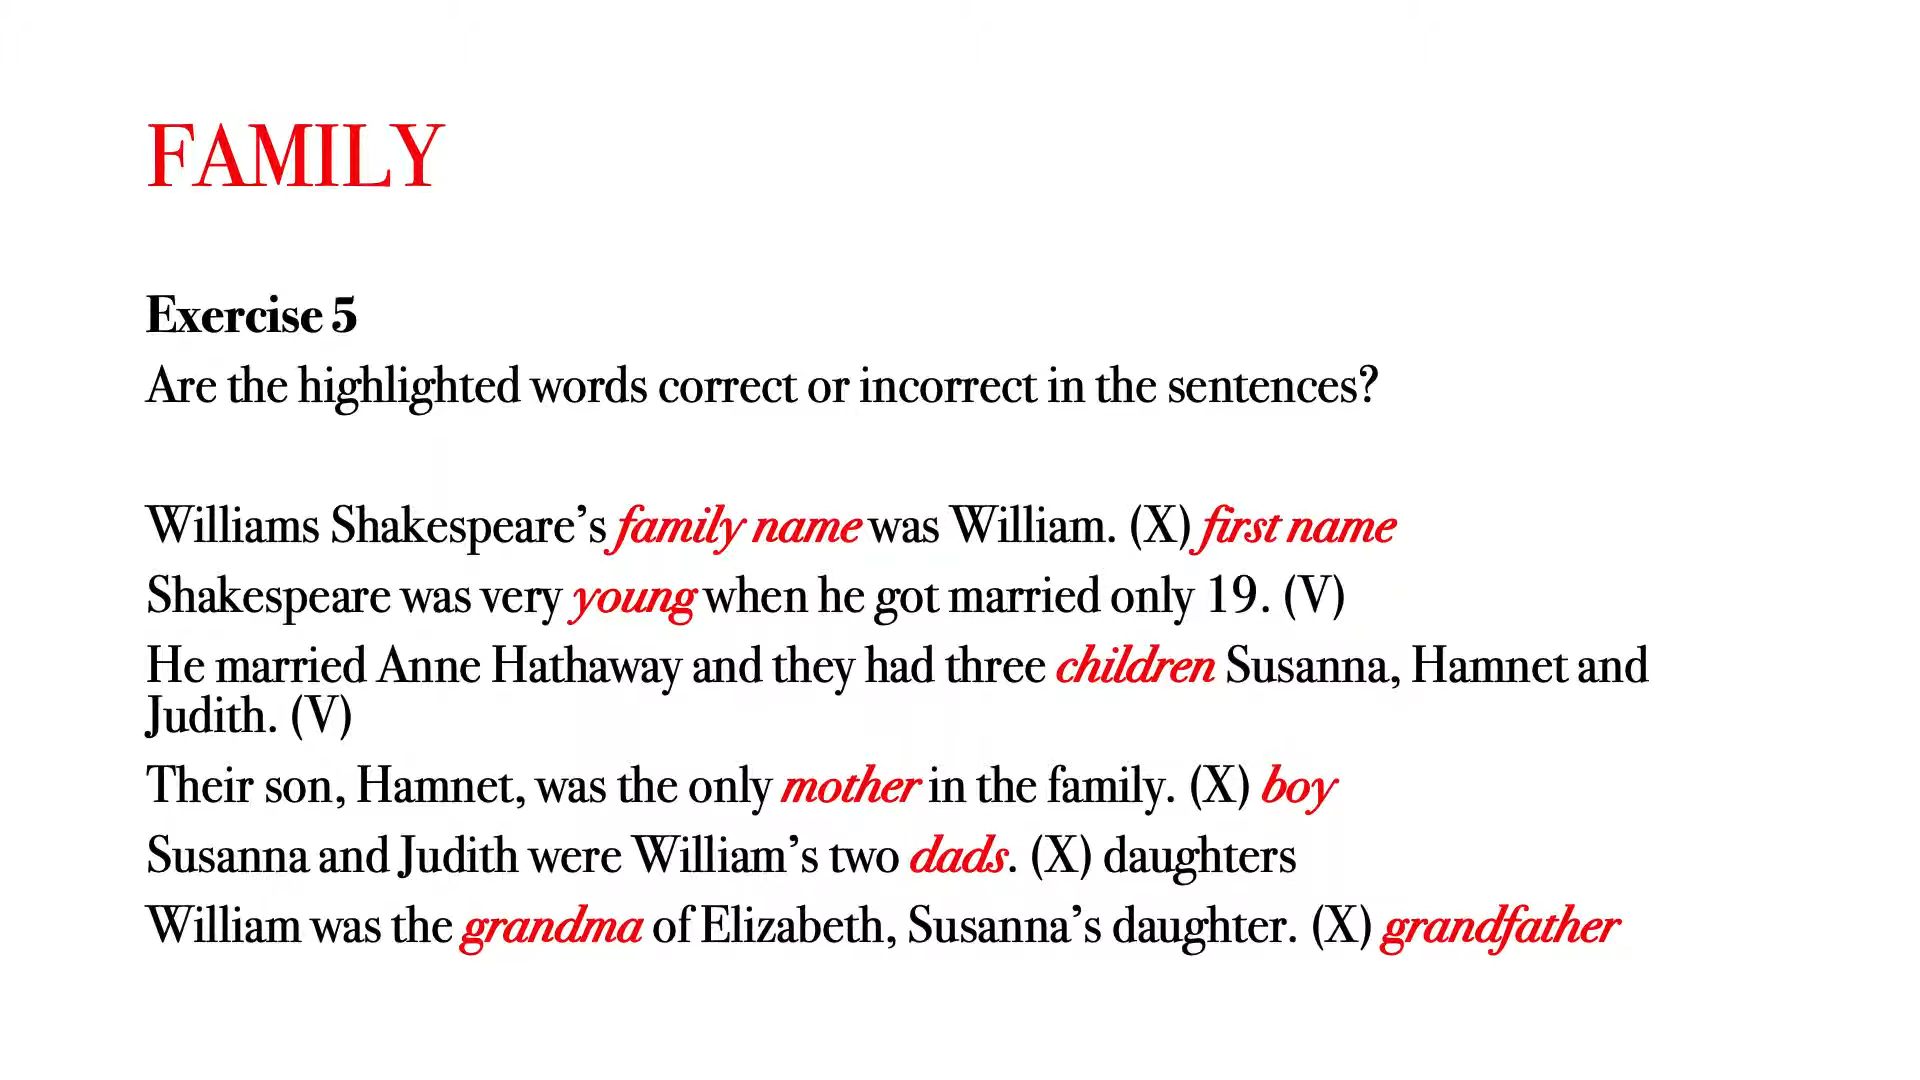 FAMILY
Exercise 5
Are the highlighted words correct or incorrect in the sentences?
Williams Shakespeare’s family name was William. (X) first name
Shakespeare was very young when he got married only 19. (V)
He married Anne Hathaway and they had three children Susanna, Hamnet and
Judith. (V)
Their son, Hamnet, was the only mother in the family. (X) boy
Susanna and Judith were William’s two dads. (X) daughters
William was the grandma of Elizabeth, Susanna’s daughter. (X) grandfather